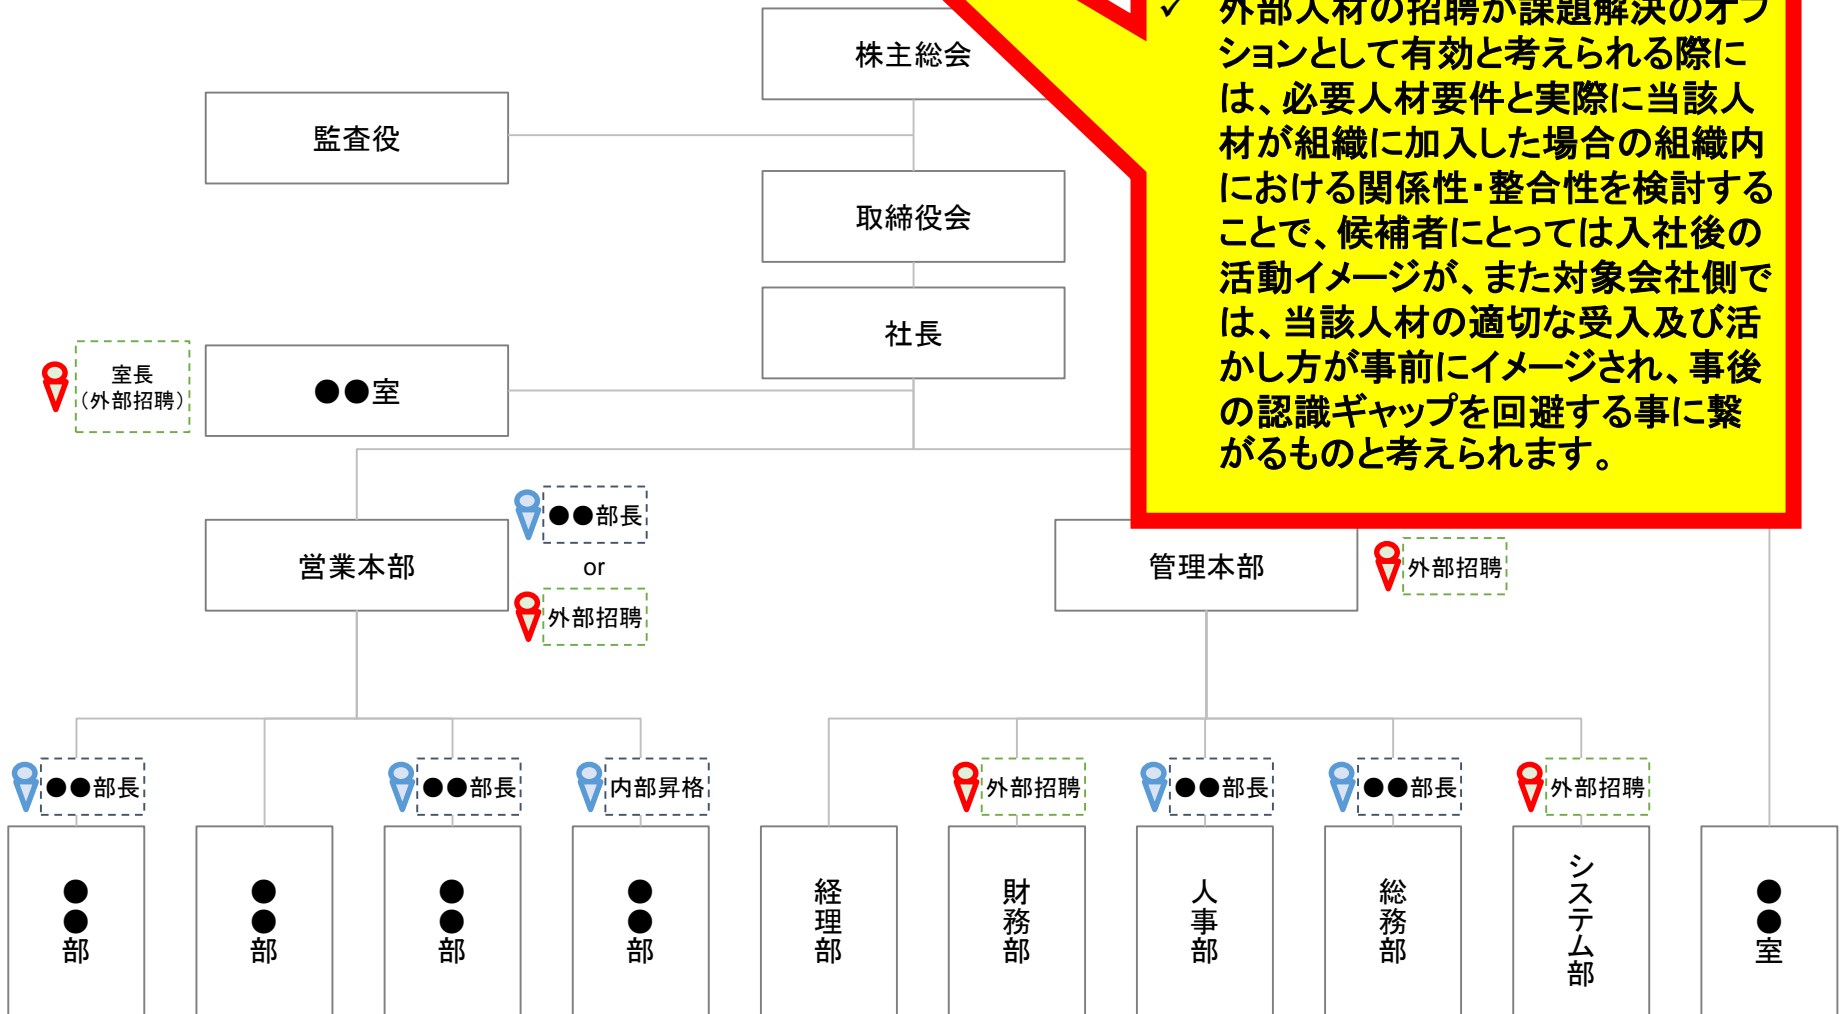 株主総会
✓ 外部人材の招聘が課題解決のオプ
ションとして有効と考えられる際に
は、必要人材要件と実際に当該人
材が組織に加入した場合の組織内
における関係性・整合性を検討する
ことで、候補者にとっては入社後の
活動イメージが、また対象会社側で
は、当該人材の適切な受入及び活
かし方が事前にイメージされ、事後
の認識ギャップを回避する事に繋
がるものと考えられます。
監査役
取締役会
社長
室長
（外部招聘）
●●室
営業本部
●●部長
or
外部招聘
管理本部
外部招聘
●●部長
●●部長
内部昇格
外部招聘
●●部長
●●部長
外部招聘
●●部
●●部
●●部
●●部
経理部
財務部
人事部
総務部
システム部
●●室